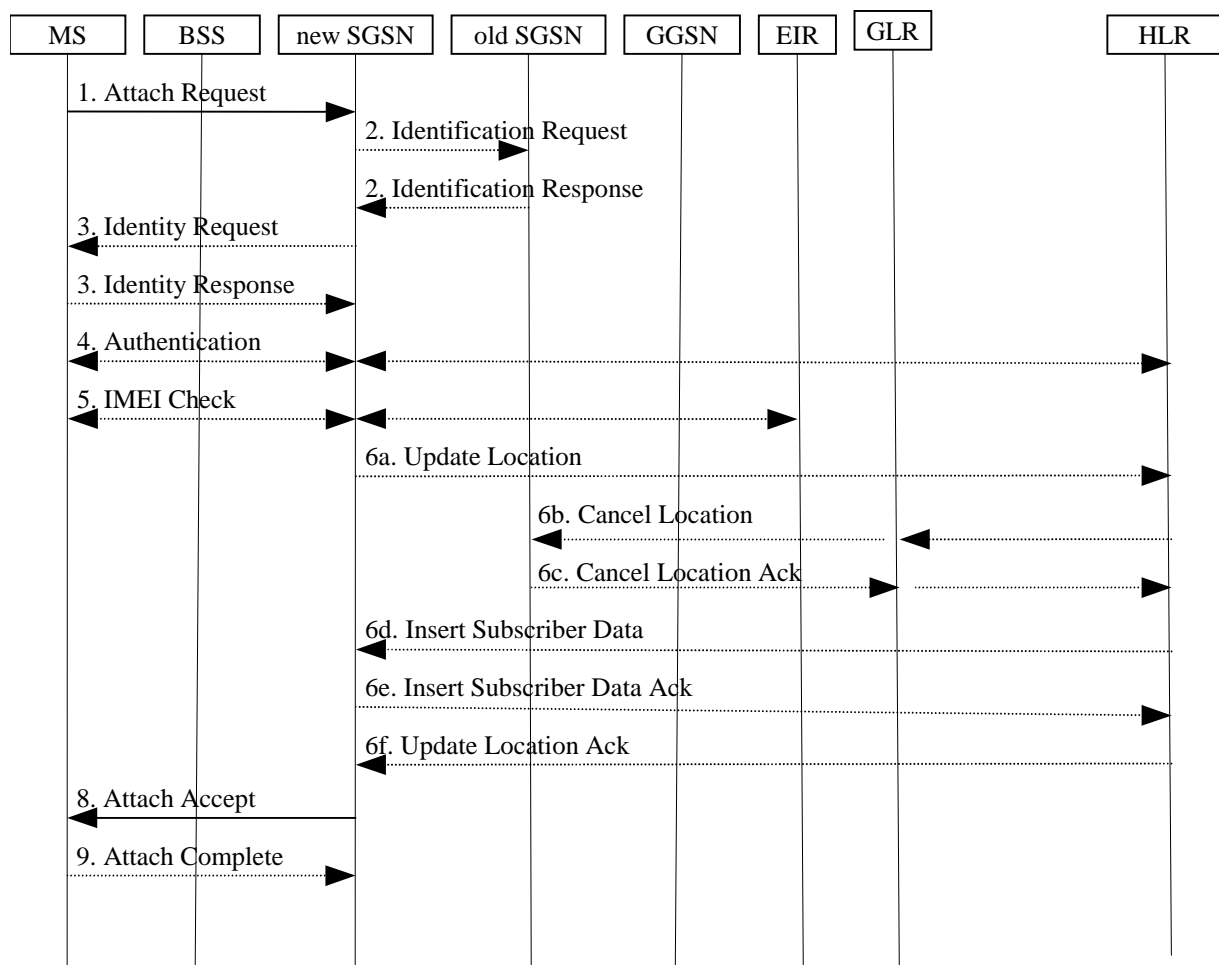 MS
BSS
new SGSN
old SGSN
GGSN
EIR
GLR
HLR
1. Attach Request
2. Identification Request
2. Identification Response
3. Identity Request
3. Identity Response
4. Authentication
5. IMEI Check
6a. Update Location
6b. Cancel Location
6c. Cancel Location Ack
6d. Insert Subscriber Data
6e. Insert Subscriber Data Ack
6f. Update Location Ack
8. Attach Accept
9. Attach Complete